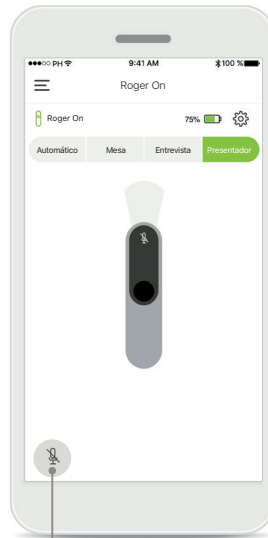 PH 9:41 AM 100 %
Roger On
Roger On 75%
Automático Mesa Entrevista Presentador